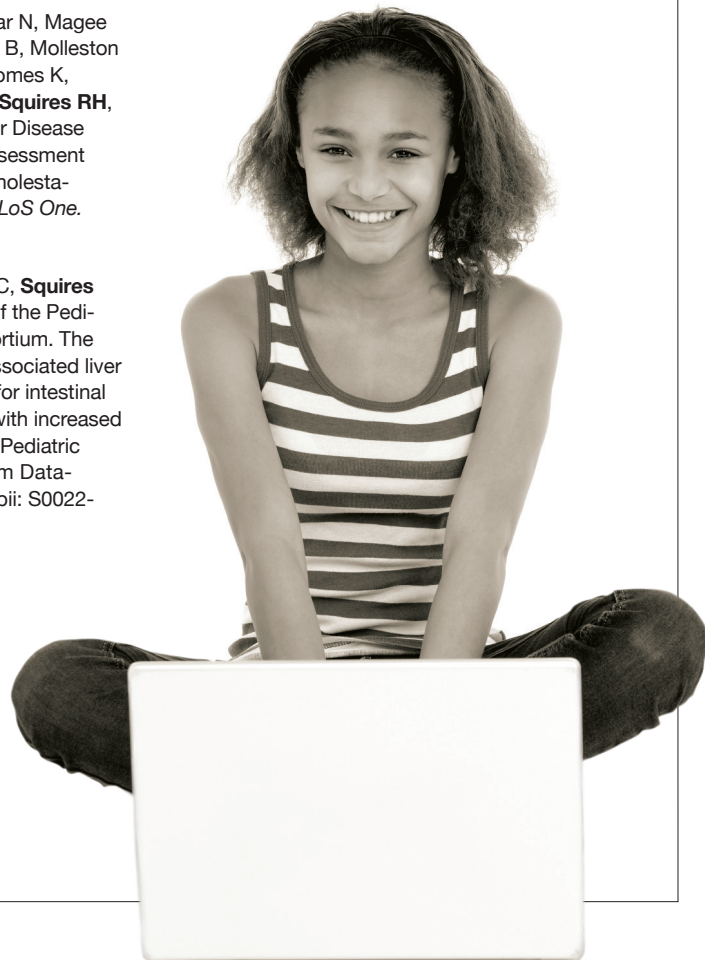 ar N, Magee
B, Molleston
omes K,
Squires RH,
r Disease
sessment
holesta-
LoS One.
C, Squires
f the Pedi-
rtium. The
ssociated liver
for intestinal
with increased
Pediatric
m Data-
pii: S0022-